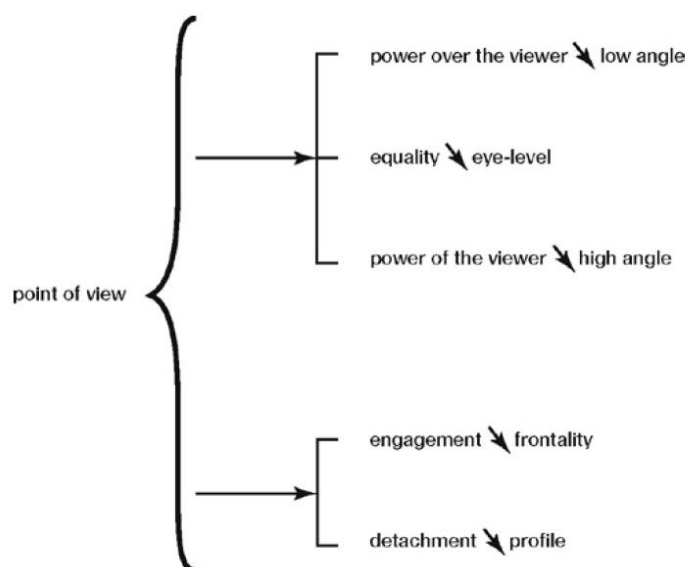 power over the viewer ↘ low angle
equality ↘ eye-level
power of the viewer ↘ high angle
point of view
engagement ↘ frontality
detachment ↘ profile